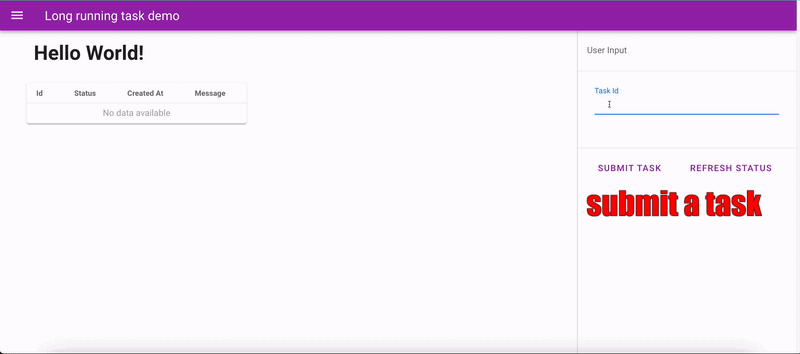 Long running task demo
Hello World!
Id Status Created At Message
No data available
User Input
Task Id
SUBMIT TASK REFRESH STATUS
submit a task